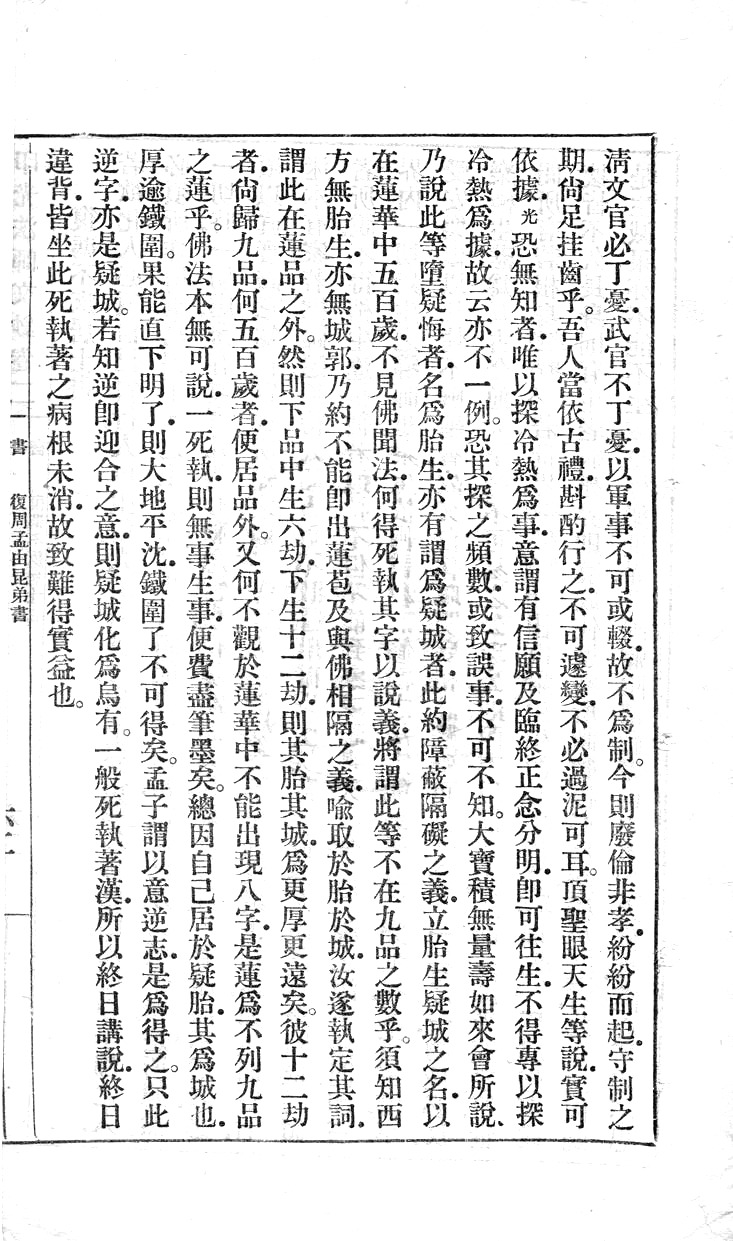 清文官必丁憂.武官不丁憂.以軍事不可或輟.故不爲制。今則廢倫非孝.紛紛而起.守制之
期.尙足挂齒乎。吾人當依古禮.斟酌行之.不可遽變.不必過泥可耳。頂聖眼天生等說.實可
依據.光恐無知者.唯以探冷熱爲事.意謂有信願及臨終正念分明.卽可往生.不得專以探
冷熱爲據.故云亦不一例。恐其探之頻數.或致誤事.不可不知。大寶積無量壽如來會所說、
乃說此等墮疑悔者.名爲胎生.亦有謂爲疑城者.此約障蔽隔礙之義.立胎生疑城之名.以
在蓮華中五百歲.不見佛聞法.何得死執其字以說義.將謂此等不在九品之數乎。須知西
方無胎生.亦無城郭.乃約不能卽出蓮苞.及與佛相隔之義.喻取於胎於城.汝遂執定其詞.
謂此在蓮品之外。然則下品中生六劫.下生十二劫.則其胎其城.爲更厚更遠矣。彼十二劫
者.尙歸九品.何五百歲者.便居品外。又何不觀於蓮華中不能出現八字.是蓮爲不列九品
之蓮乎。佛法本無可說.一死執.則無事生事.便費盡筆墨矣。總因自己居於疑胎.其爲城也.
厚逾鐵圍。果能直下明了.則大地平沈.鐵圍了不可得矣。孟子謂以意逆志.是爲得之。只此
逆字.亦是疑城。若知逆卽迎合之意.則疑城化爲烏有。一般死執著漢.所以終日講說.終日
違背.皆坐此死執著之病根未消.故致難得實益也。
書 復周孟由昆弟書